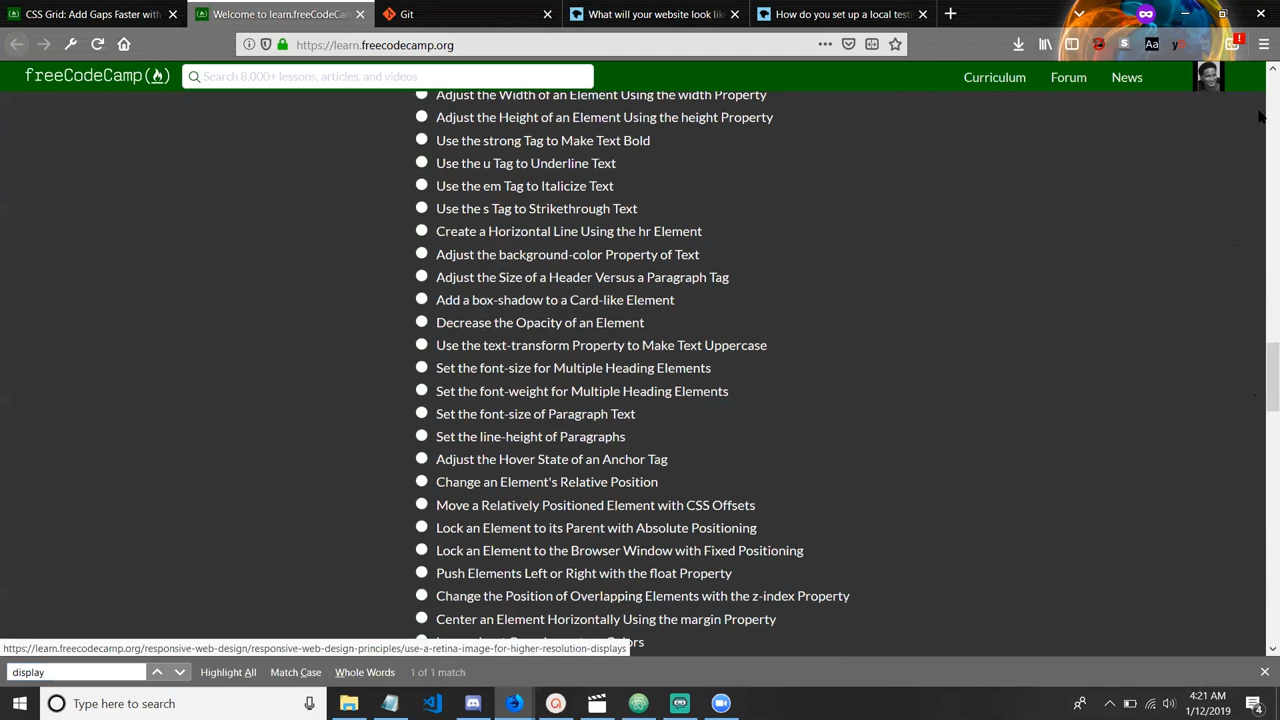 CSS Grid: Add Gaps Faster with
Welcome to learn.freeCodeCam
Git
What will your website look lik
How do you set up a local test
https://learn.freecodecamp.org
freeCodeCamp
Search 8,000+ lessons, articles, and videos
Curriculum
Forum
News
Adjust the Width of an Element Using the width Property
Adjust the Height of an Element Using the height Property
Use the strong Tag to Make Text Bold
Use the u Tag to Underline Text
Use the em Tag to Italicize Text
Use the s Tag to Strikethrough Text
Create a Horizontal Line Using the hr Element
Adjust the background-color Property of Text
Adjust the Size of a Header Versus a Paragraph Tag
Add a box-shadow to a Card-like Element
Decrease the Opacity of an Element
Use the text-transform Property to Make Text Uppercase
Set the font-size for Multiple Heading Elements
Set the font-weight for Multiple Heading Elements
Set the font-size of Paragraph Text
Set the line-height of Paragraphs
Adjust the Hover State of an Anchor Tag
Change an Element's Relative Position
Move a Relatively Positioned Element with CSS Offsets
Lock an Element to its Parent with Absolute Positioning
Lock an Element to the Browser Window with Fixed Positioning
Push Elements Left or Right with the float Property
Change the Position of Overlapping Elements with the z-index Property
Center an Element Horizontally Using the margin Property
https://learn.freecodecamp.org/responsive-web-design/responsive-web-design-principles/use-a-retina-image-for-higher-resolution-displays
display
Highlight All
Match Case
Whole Words
1 of 1 match
Type here to search
4:21 AM
1/12/2019